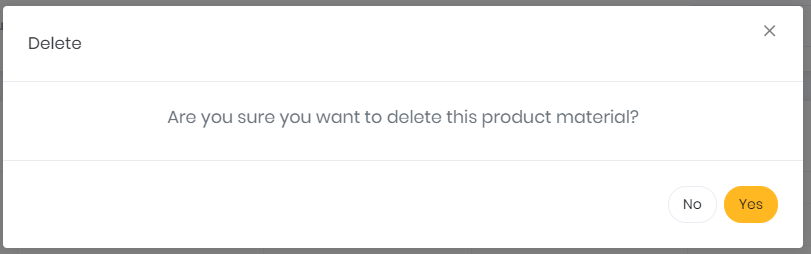 Delete
Are you sure you want to delete this product material?
No
Yes